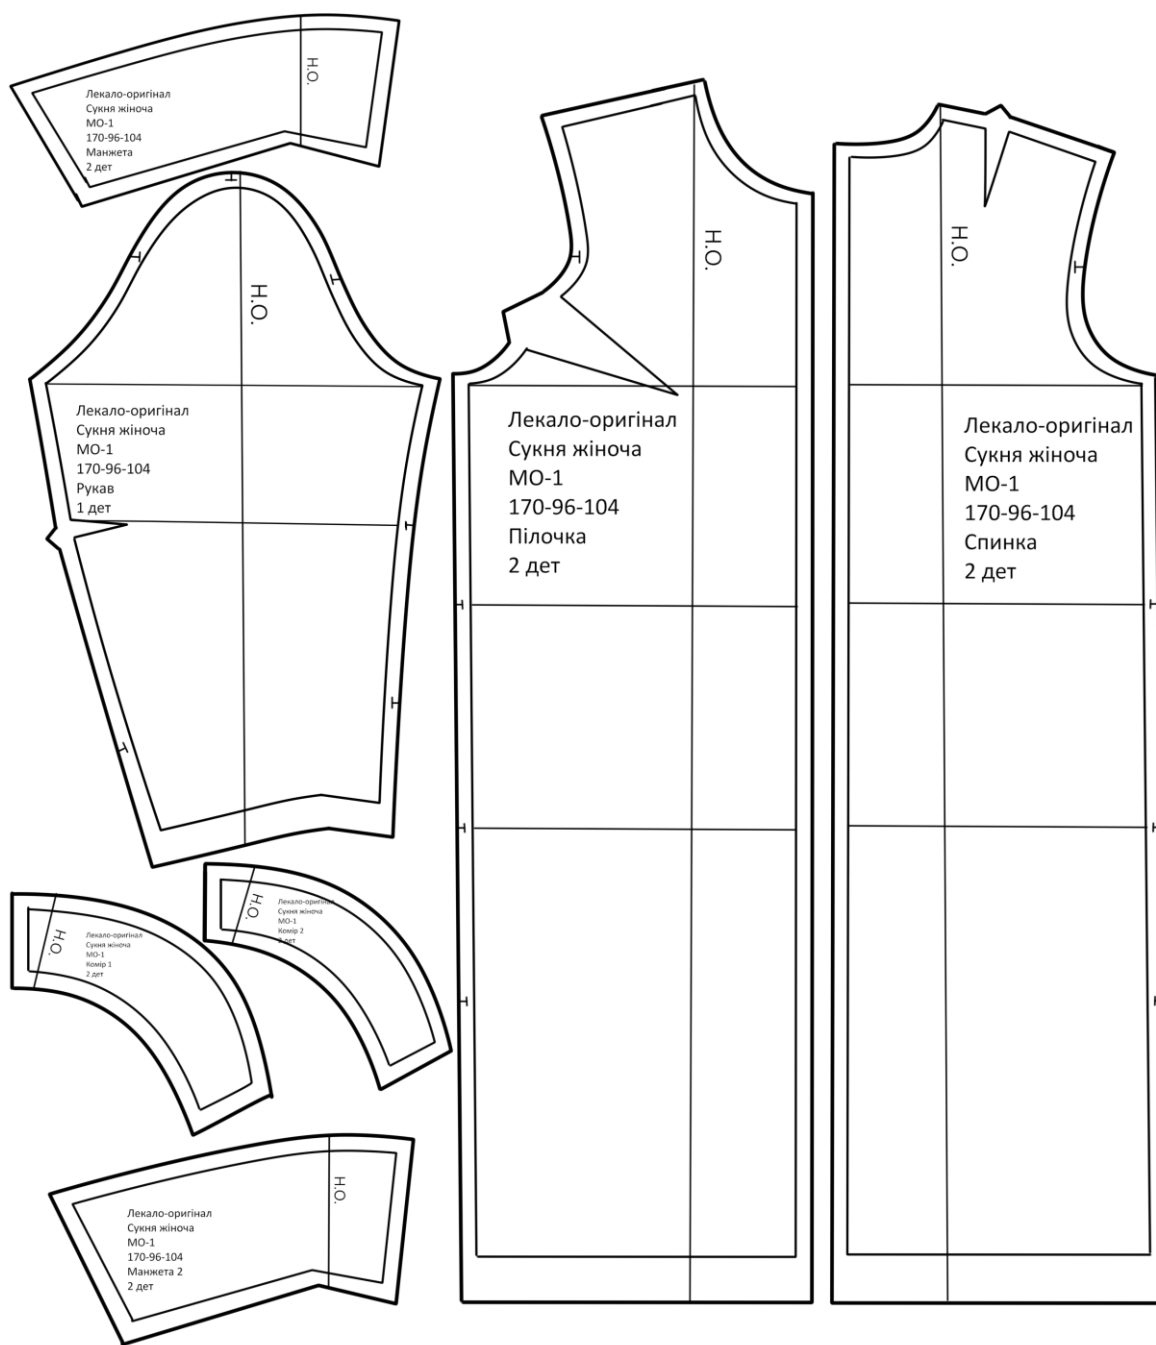 Н.О.
Лекало-оригінал
Сукня жіноча
МО-1
170-96-104
Манжета
2 дет
Н.О.
Лекало-оригінал
Сукня жіноча
МО-1
170-96-104
Рукав
1 дет
Н.О.
Лекало-оригінал
Сукня жіноча
МО-1
170-96-104
Пілочка
2 дет
Н.О.
Лекало-оригінал
Сукня жіноча
МО-1
170-96-104
Спинка
2 дет
Н.О.
Лекало-оригінал
Сукня жіноча
МО-1
Комір 1
2 дет
Н.О.
Лекало-оригінал
Сукня жіноча
МО-1
Комір 2
2 дет
Н.О.
Лекало-оригінал
Сукня жіноча
МО-1
170-96-104
Манжета 2
2 дет